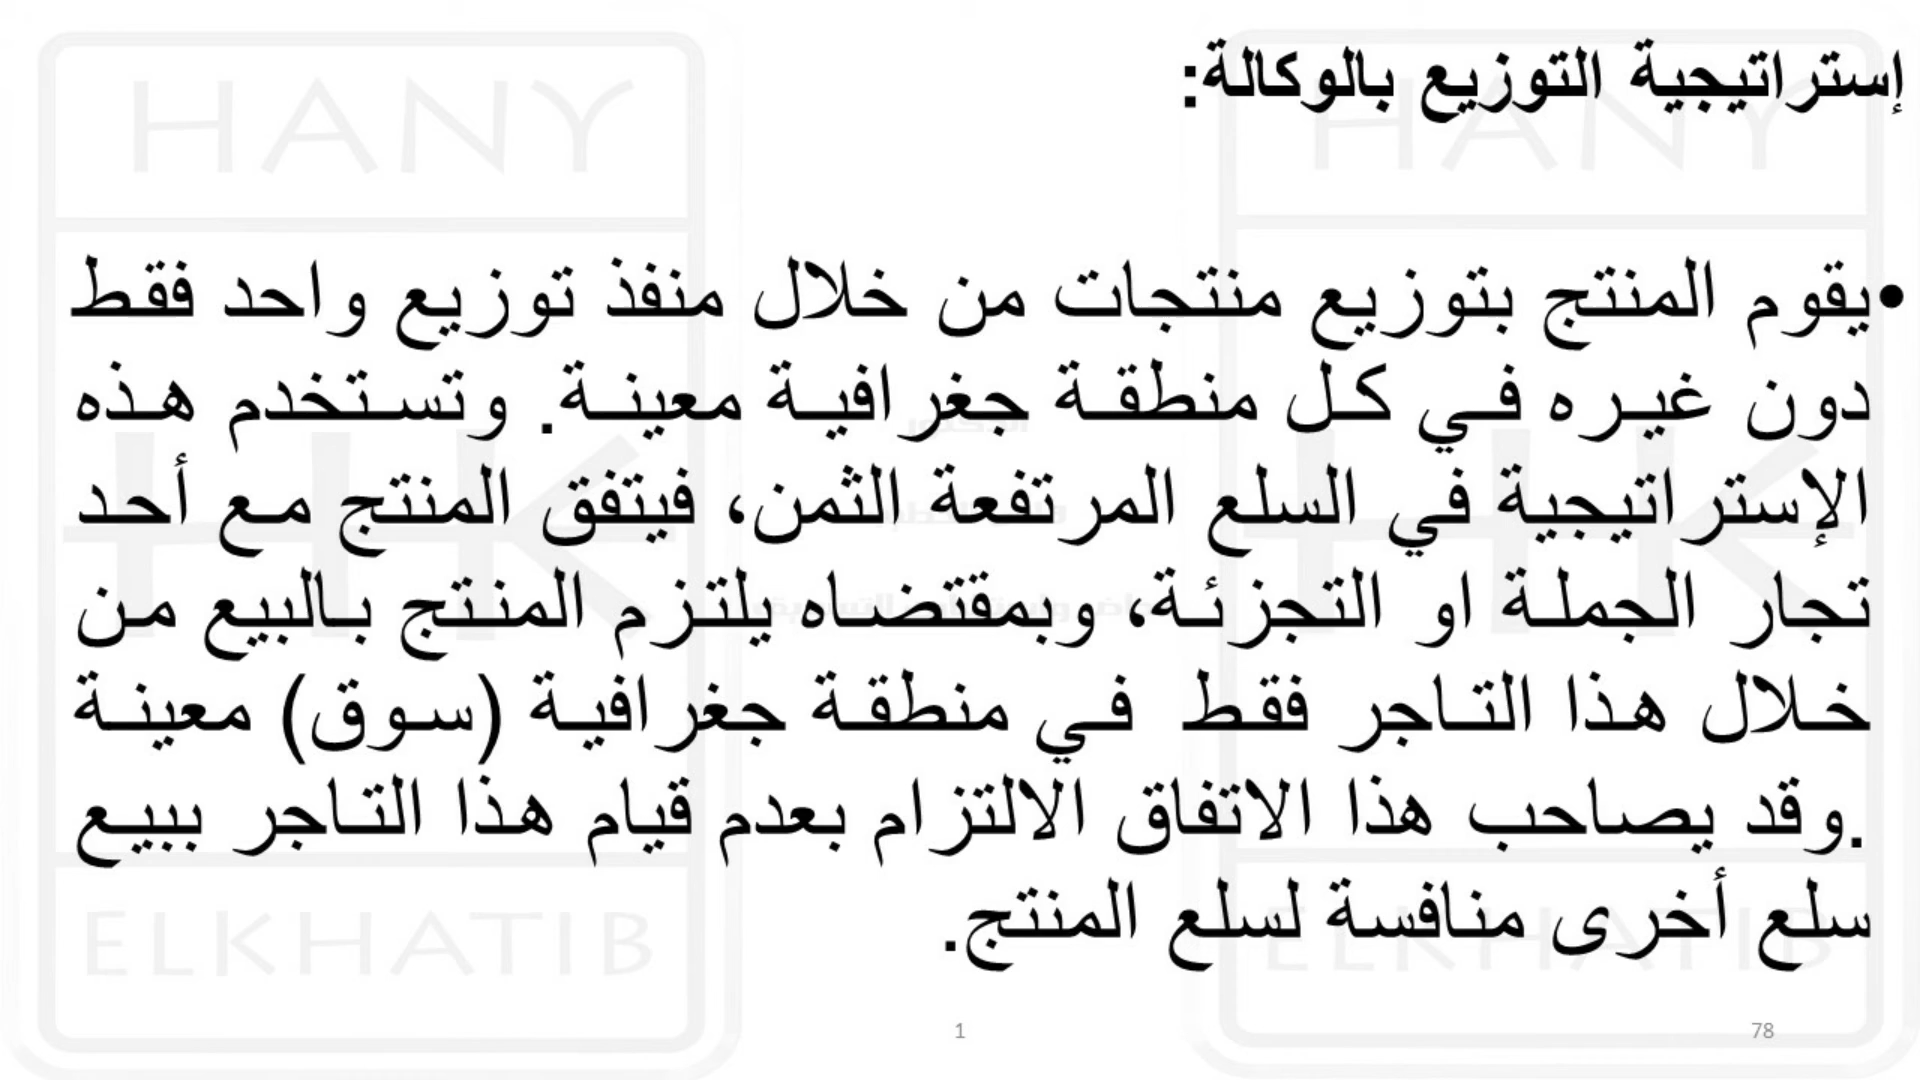 إستراتيجية التوزيع بالوكالة:
•يقوم المنتج بتوزيع منتجات من خلال منفذ توزيع واحد فقط
دون غيره في كل منطقة جغرافية معينة. وتستخدم هذه
الإستراتيجية في السلع المرتفعة الثمن، فيتفق المنتج مع أحد
تجار الجملة او التجزئة، وبمقتضاه يلتزم المنتج بالبيع من
خلال هذا التاجر فقط في منطقة جغرافية (سوق) معينة
.وقد يصاحب هذا الاتفاق الالتزام بعدم قيام هذا التاجر ببيع
سلع أخرى منافسة لسلع المنتج.
1
78
HANY
HK
ELKHATIB
HANY
HK
ELKHATIB